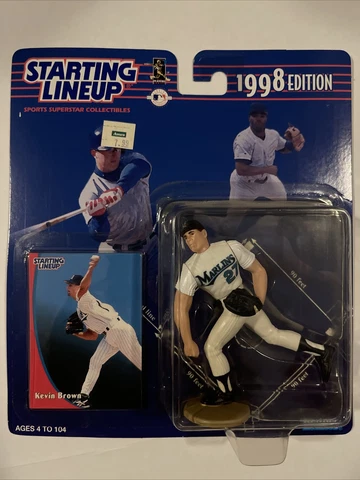 STARTING
LINEUP
SPORTS SUPERSTAR COLLECTIBLES
1998 EDITION
STARTING
LINEUP
Kevin Brown
MARLINS
27
90 feet
90 feet
90 feet
line
AGES 4 TO 104